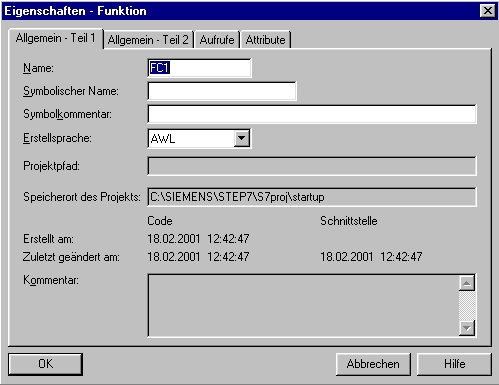 Eigenschaften - Funktion
Allgemein - Teil 1 Allgemein - Teil 2 Aufrufe Attribute
Name: FC1
Symbolischer Name:
Symbolkommentar:
Erstellsprache: AWL
Projektpfad:
Speicherort des Projekts: C:\SIEMENS\STEP7\S7proj\startup
Code Schnittstelle
Erstellt am: 18.02.2001 12:42:47
Zuletzt geändert am: 18.02.2001 12:42:47 18.02.2001 12:42:47
Kommentar:
OK Abbrechen Hilfe